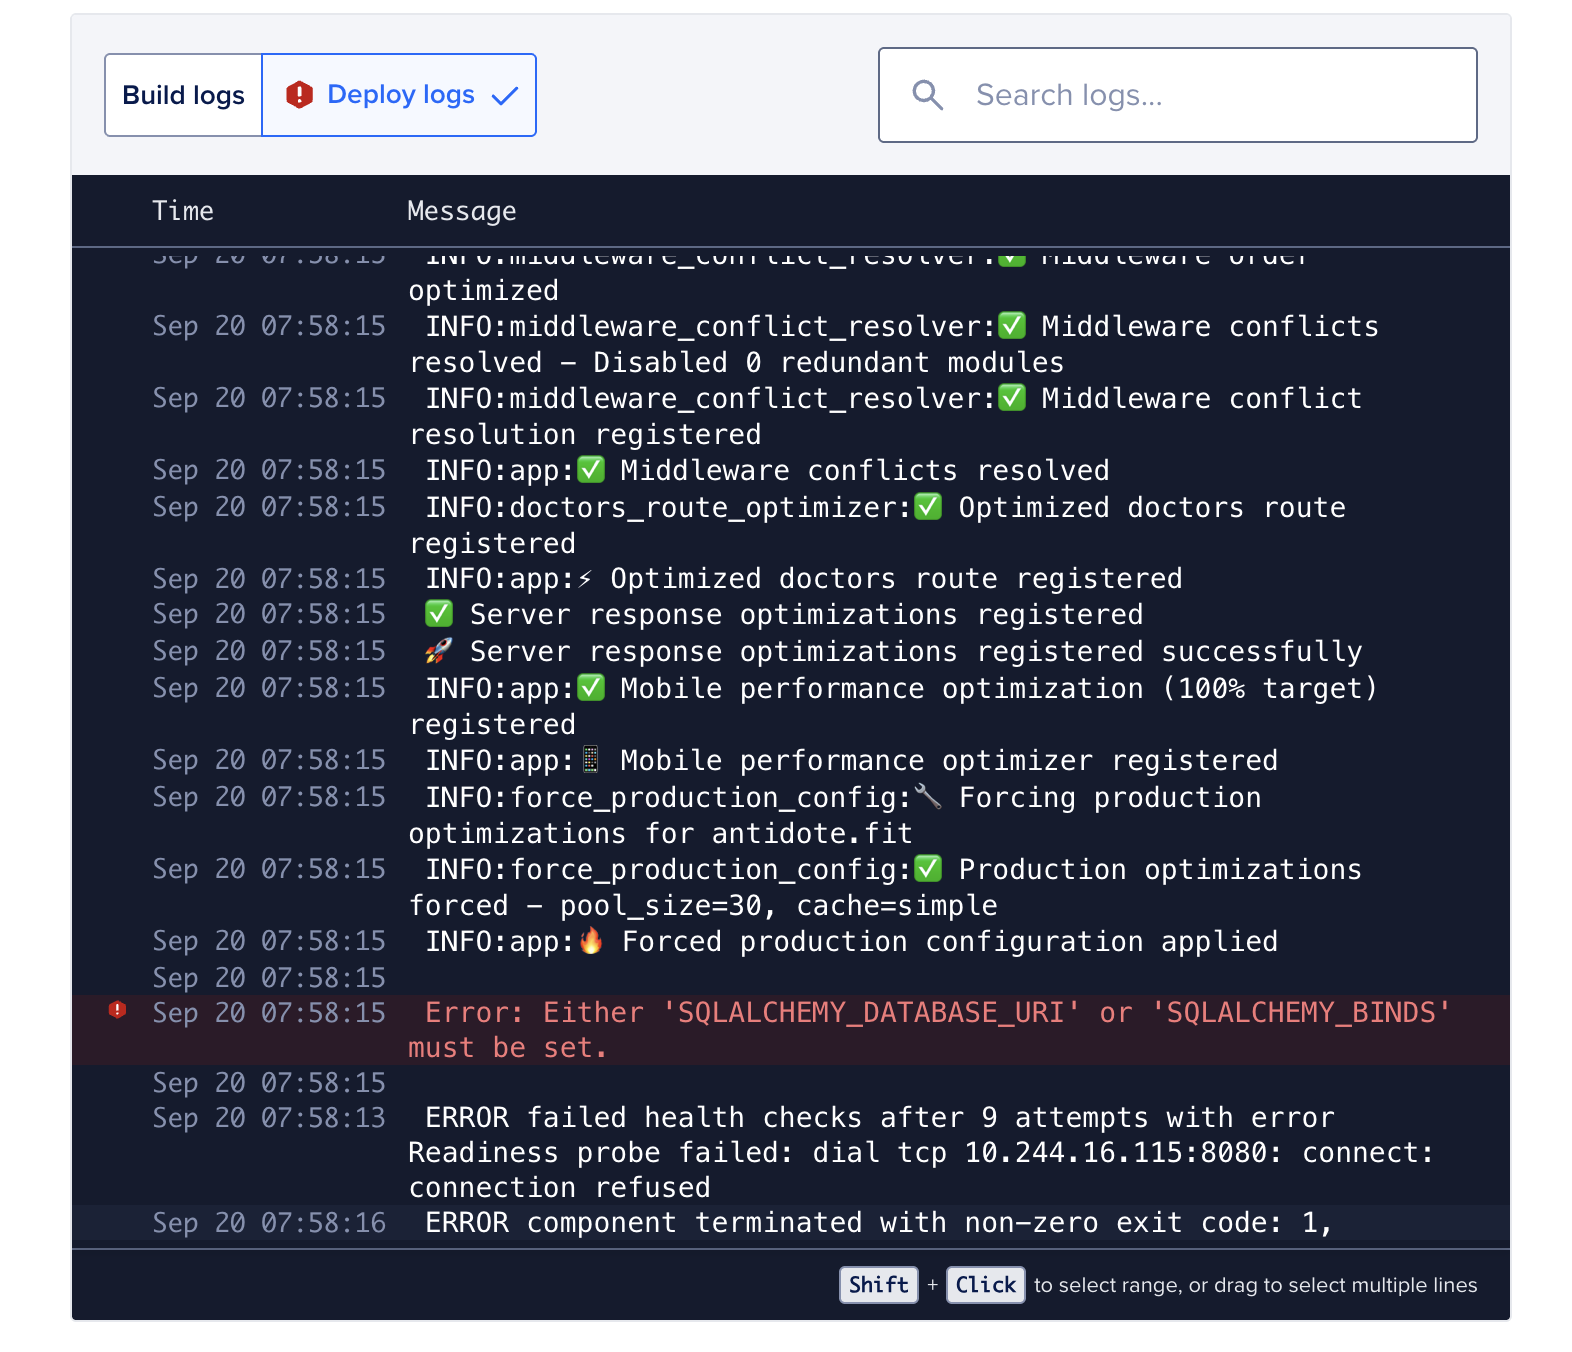 Build logs
Deploy logs
Search logs...
Time Message
Sep 20 07:58:15 INFO:middleware_conflict_resolver:✅ Middleware order
optimized
Sep 20 07:58:15 INFO:middleware_conflict_resolver:✅ Middleware conflicts
resolved – Disabled 0 redundant modules
Sep 20 07:58:15 INFO:middleware_conflict_resolver:✅ Middleware conflict
resolution registered
Sep 20 07:58:15 INFO:app:✅ Middleware conflicts resolved
Sep 20 07:58:15 INFO:doctors_route_optimizer:✅ Optimized doctors route
registered
Sep 20 07:58:15 INFO:app:⚡ Optimized doctors route registered
Sep 20 07:58:15 ✅ Server response optimizations registered
Sep 20 07:58:15 🚀 Server response optimizations registered successfully
Sep 20 07:58:15 INFO:app:✅ Mobile performance optimization (100% target)
registered
Sep 20 07:58:15 INFO:app:📱 Mobile performance optimizer registered
Sep 20 07:58:15 INFO:force_production_config:🔧 Forcing production
optimizations for antidote.fit
Sep 20 07:58:15 INFO:force_production_config:✅ Production optimizations
forced – pool_size=30, cache=simple
Sep 20 07:58:15 INFO:app:🔥 Forced production configuration applied
Sep 20 07:58:15
Sep 20 07:58:15 Error: Either 'SQLALCHEMY_DATABASE_URI' or 'SQLALCHEMY_BINDS'
must be set.
Sep 20 07:58:15
Sep 20 07:58:13 ERROR failed health checks after 9 attempts with error
Readiness probe failed: dial tcp 10.244.16.115:8080: connect:
connection refused
Sep 20 07:58:16 ERROR component terminated with non-zero exit code: 1,
Shift + Click to select range, or drag to select multiple lines